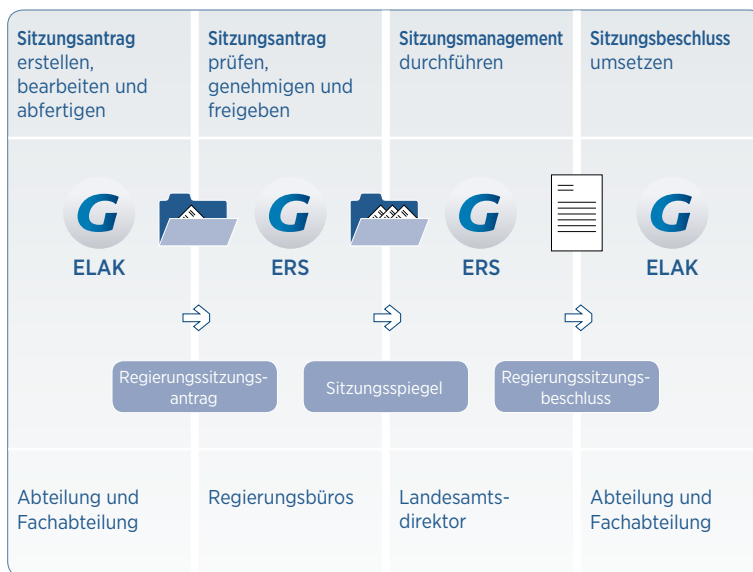 Sitzungsantrag
erstellen,
bearbeiten und
abfertigen
Sitzungsantrag
prüfen,
genehmigen und
freigeben
Sitzungsmanagement
durchführen
Sitzungsbeschluss
umsetzen
G
ELAK
G
ERS
G
ERS
G
ELAK
Regierungssitzungs-
antrag
Sitzungsspiegel
Regierungssitzungs-
beschluss
Abteilung und
Fachabteilung
Regierungsbüros
Landesamts-
direktor
Abteilung und
Fachabteilung